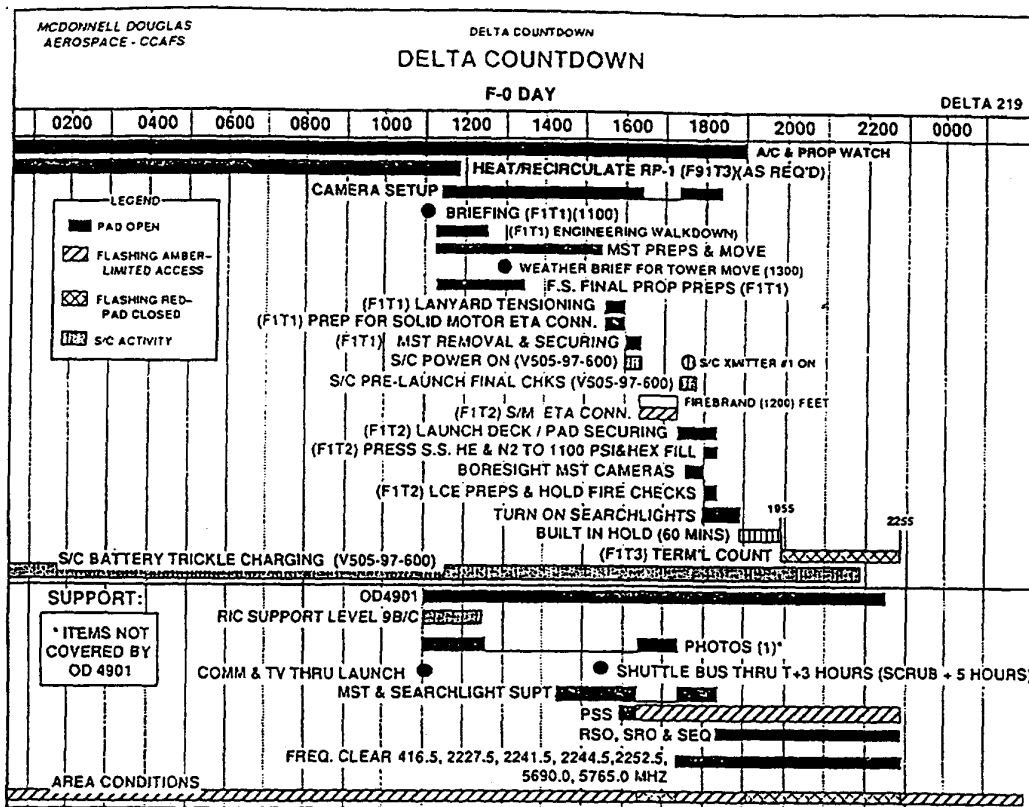 MCDONNELL DOUGLAS
AEROSPACE - CCAFS
DELTA COUNTDOWN
DELTA COUNTDOWN
F-0 DAY
DELTA 219
0200 0400 0600 0800 1000 1200 1400 1600 1800 2000 2200 0000
A/C & PROP WATCH
HEAT/RECIRCULATE RP-1 (F91T3)(AS REQ'D)
CAMERA SETUP
LEGEND
PAD OPEN
FLASHING AMBER-
LIMITED ACCESS
FLASHING RED-
PAD CLOSED
S/C ACTIVITY
BRIEFING (F1T1)(1100)
(F1T1) ENGINEERING WALKDOWN)
MST PREPS & MOVE
WEATHER BRIEF FOR TOWER MOVE (1300)
F.S. FINAL PROP PREPS (F1T1)
(F1T1) LANYARD TENSIONING
(F1T1) PREP FOR SOLID MOTOR ETA CONN.
(F1T1) MST REMOVAL & SECURING
S/C POWER ON (V505-97-600)
S/C XMITTER #1 ON
S/C PRE-LAUNCH FINAL CHKS (VS05-97-600)
FIREBRAND (1200) FEET
(F1T2) S/M ETA CONN.
(F1T2) LAUNCH DECK / PAD SECURING
(F1T2) PRESS S.S. HE & N2 TO 1100 PSI&HEX FILL
BORESIGHT MST CAMERAS
(F1T2) LCE PREPS & HOLD FIRE CHECKS
TURN ON SEARCHLIGHTS
1955
2255
BUILT IN HOLD (60 MINS)
(F1T3) TERM'L COUNT
S/C BATTERY TRICKLE CHARGING (V505-97-600)
SUPPORT:
OD4901
RIC SUPPORT LEVEL 9B/C
* ITEMS NOT
COVERED BY
OD 4901
PHOTOS (1)*
COMM & TV THRU LAUNCH
SHUTTLE BUS THRU T+3 HOURS (SCRUB + 5 HOURS)
MST & SEARCHLIGHT SUPT
PSS
RSO, SRO & SEQ
FREQ. CLEAR 416.5, 2227.5, 2241.5, 2244.5,2252.5,
5690.0, 5765.0 MHZ
AREA CONDITIONS